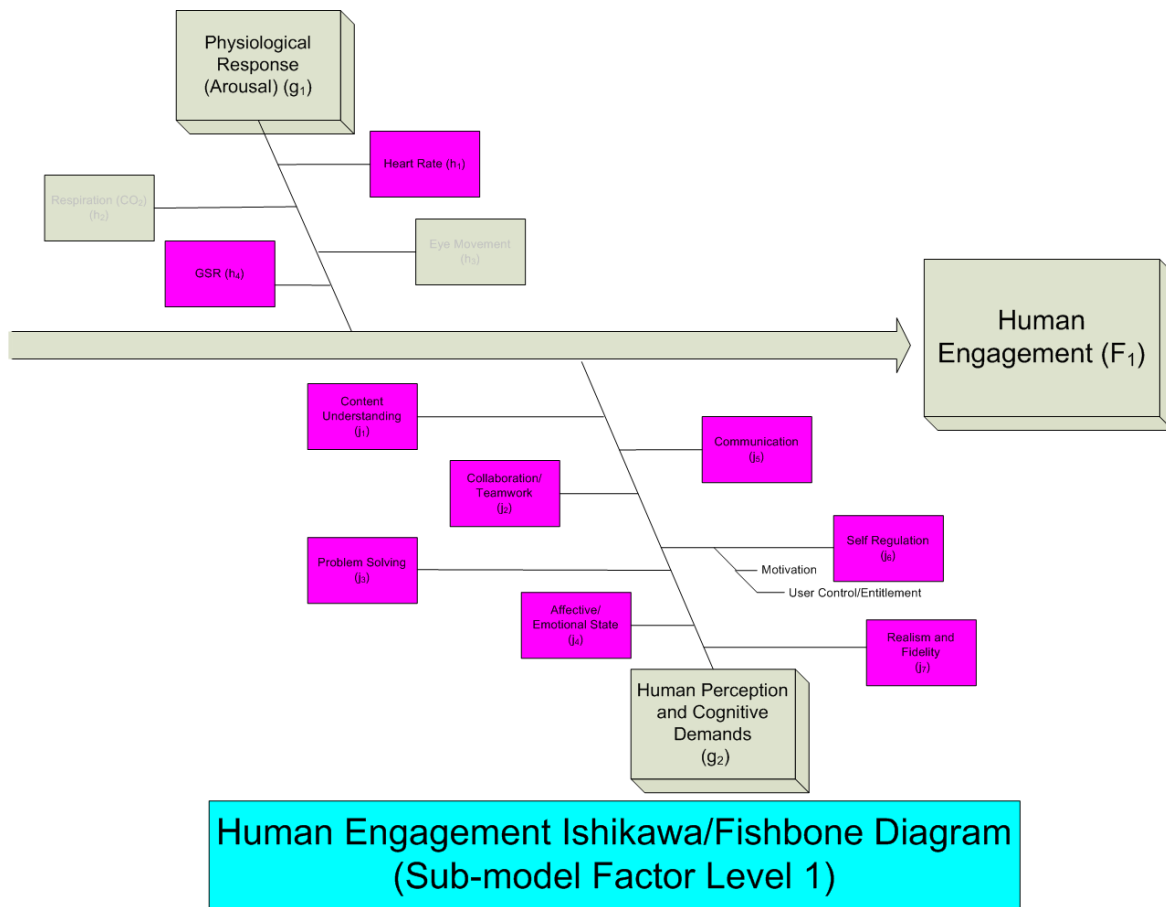 Physiological
Response
(Arousal) (g₁)
Heart Rate (h₁)
Respiration (CO₂)
(h₂)
Eye Movement
(h₃)
GSR (h₄)
Human
Engagement (F₁)
Content
Understanding
(j₁)
Communication
(j₅)
Collaboration/
Teamwork
(j₂)
Self Regulation
(j₆)
Problem Solving
(j₃)
Motivation
User Control/Entitlement
Affective/
Emotional State
(j₄)
Realism and
Fidelity
(j₇)
Human Perception
and Cognitive
Demands
(g₂)
Human Engagement Ishikawa/Fishbone Diagram
(Sub-model Factor Level 1)